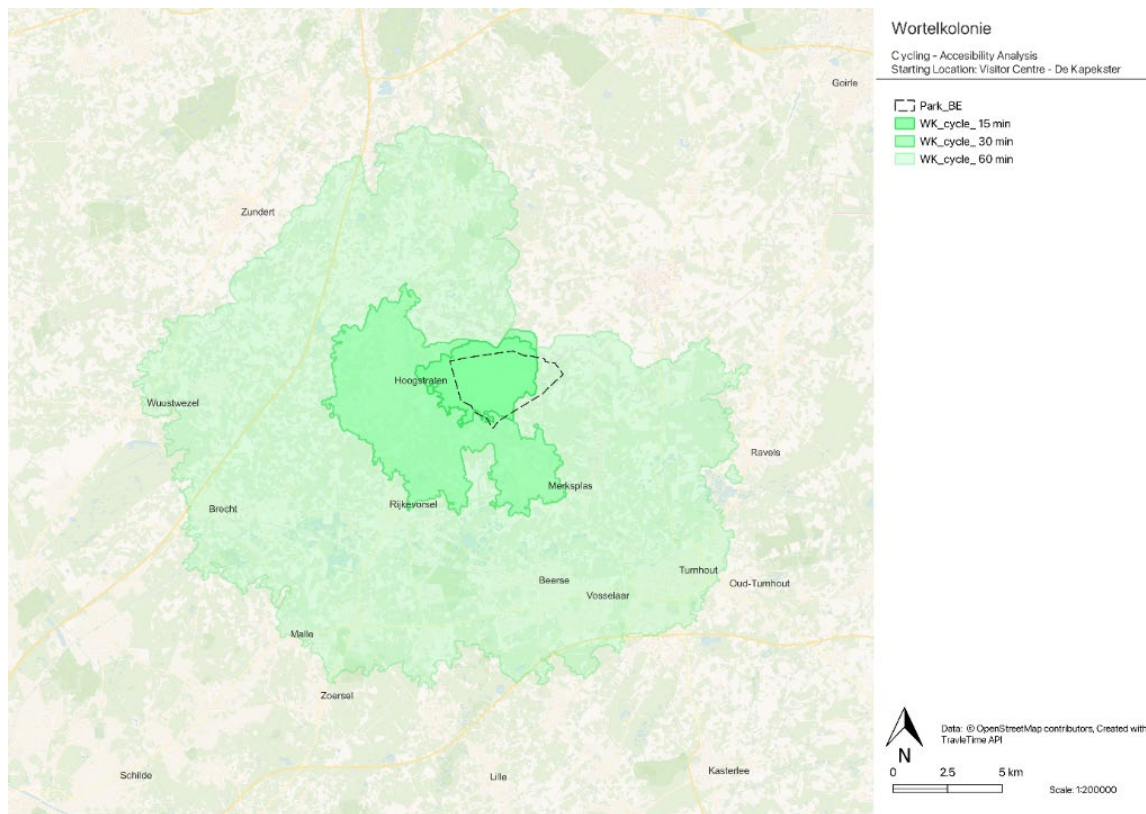 Wortelkolonie
Cycling - Accesibility Analysis
Starting Location: Visitor Centre - De Kapekster
Park_BE
WK_cycle_ 15 min
WK_cycle_ 30 min
WK_cycle_ 60 min
Goirle
Zundert
Hoogstraten
Wuustwezel
Ravels
Merksplas
Rijkevorsel
Brecht
Turnhout
Beerse
Oud-Turnhout
Vosselaar
Malle
Zoersel
Schilde
Lille
Kasterlee
N
Data: © OpenStreetMap contributors, Created with
TravleTime API
0 2.5 5 km
Scale: 1:200000